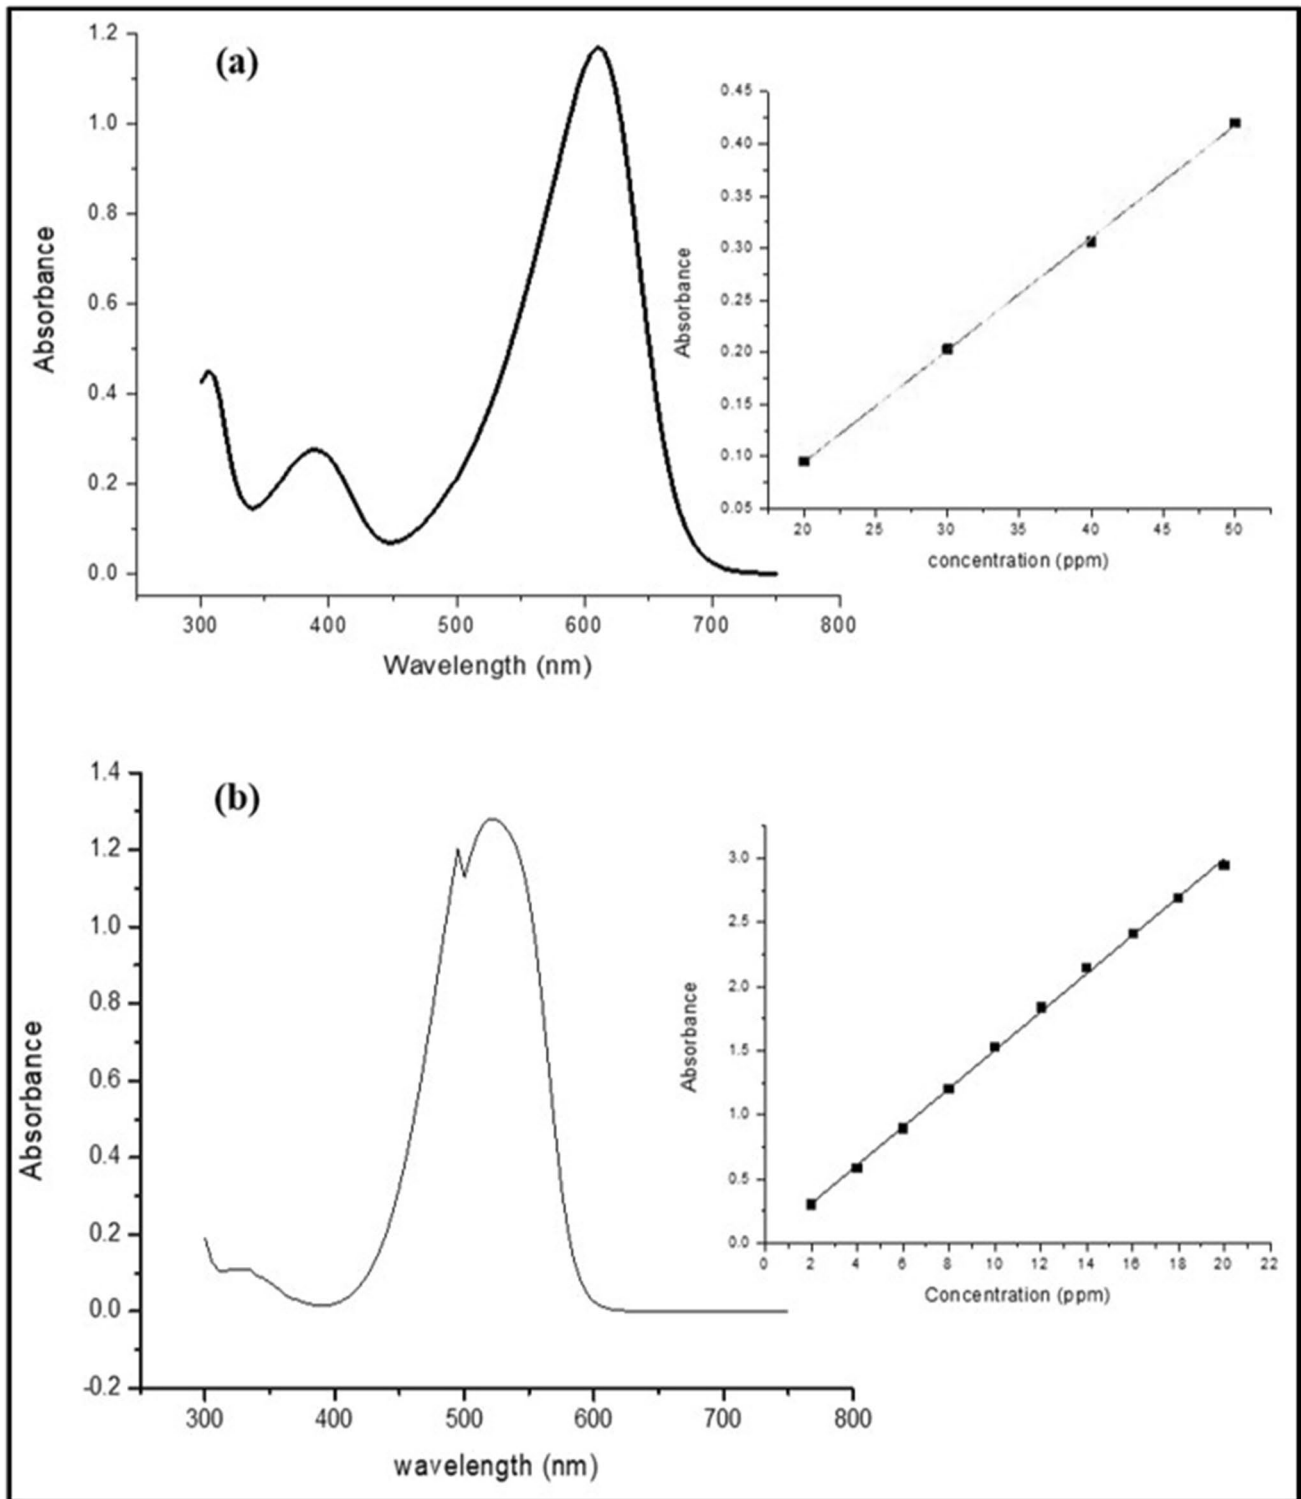 (a)
Absorbance
1.2
1.0
0.8
0.6
0.4
0.2
0.0
300 400 500 600 700 800
Wavelength (nm)
Absorbance
0.45
0.40
0.35
0.30
0.25
0.20
0.15
0.10
0.05
20 25 30 35 40 45 50
concentration (ppm)
(b)
Absorbance
1.4
1.2
1.0
0.8
0.6
0.4
0.2
0.0
-0.2
300 400 500 600 700 800
wavelength (nm)
Absorbance
3.0
2.5
2.0
1.5
1.0
0.5
0.0
0 2 4 6 8 10 12 14 16 18 20 22
Concentration (ppm)